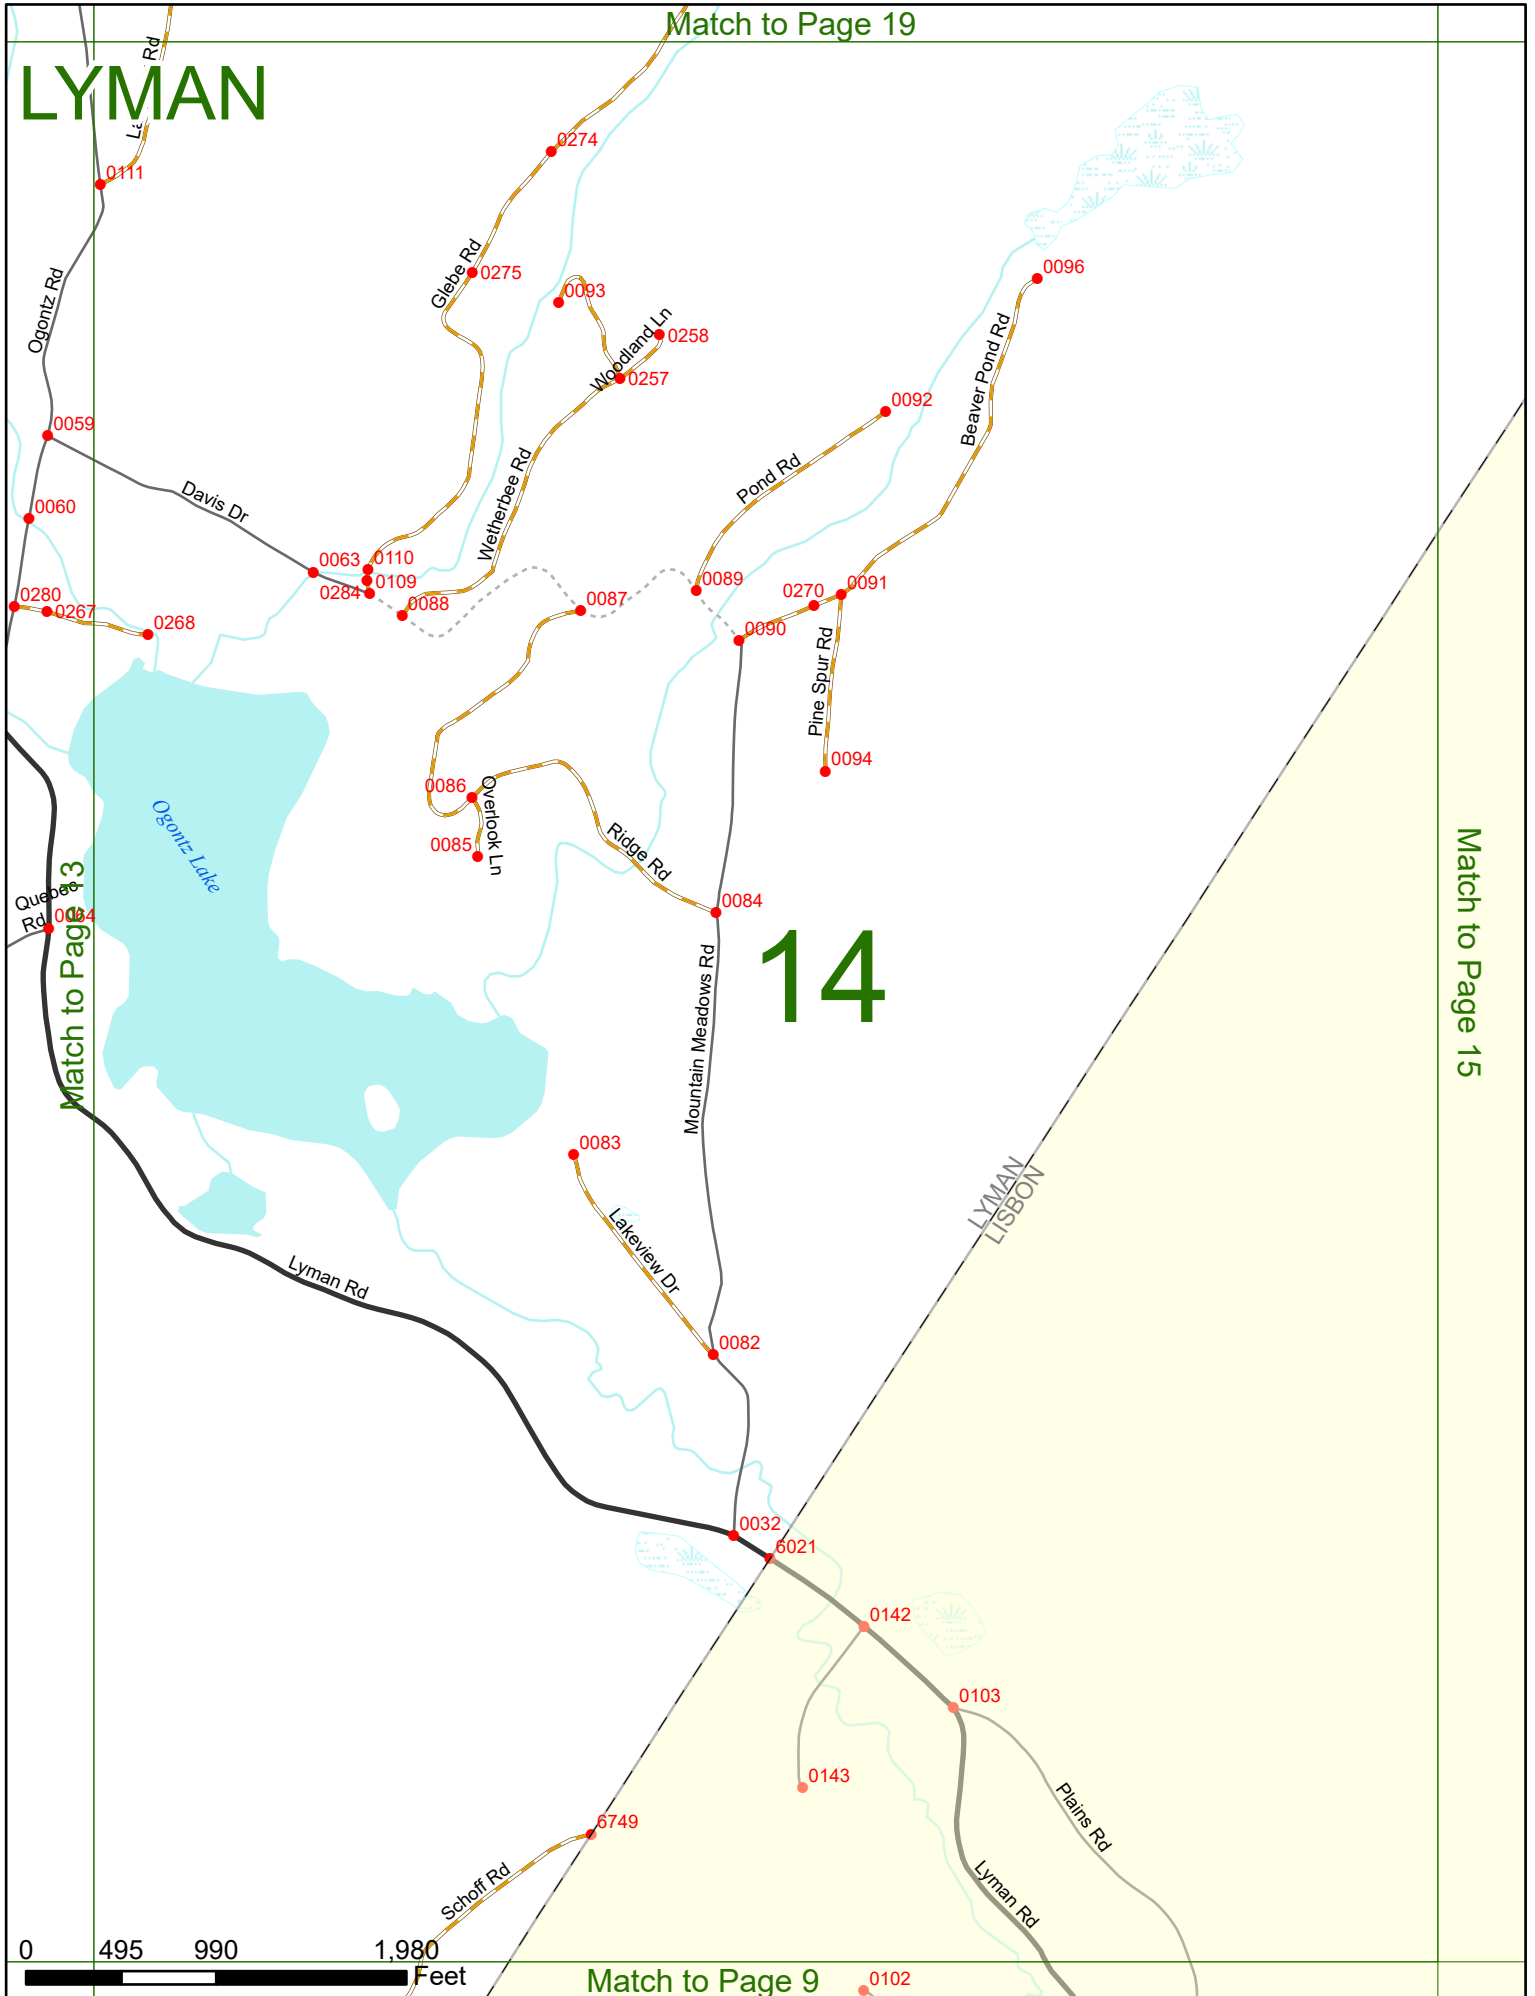 Match to Page 19
LYMAN
Rd
0111
0274
Glebe Rd
0275
0093
Woodland Ln
0258
0257
Ogontz Rd
0096
Beaver Pond Rd
0092
Pond Rd
0059
Davis Dr
0060
Wetherbee Rd
0063
0110
0109
0284
0088
0087
0089
0270
0091
0090
0280
0267
0268
Pine Spur Rd
0094
0086
Overlook Ln
0085
Ridge Rd
0084
Ogontz Lake
Quebec
Rd
0064
Match to Page 13
14
Match to Page 15
Mountain Meadows Rd
0083
Lakeview Dr
0082
LYMAN
LISBON
Lyman Rd
0032
6021
0142
0103
0143
Plains Rd
Lyman Rd
6749
Schoff Rd
0 495 990 1,980
Feet
Match to Page 9
0102